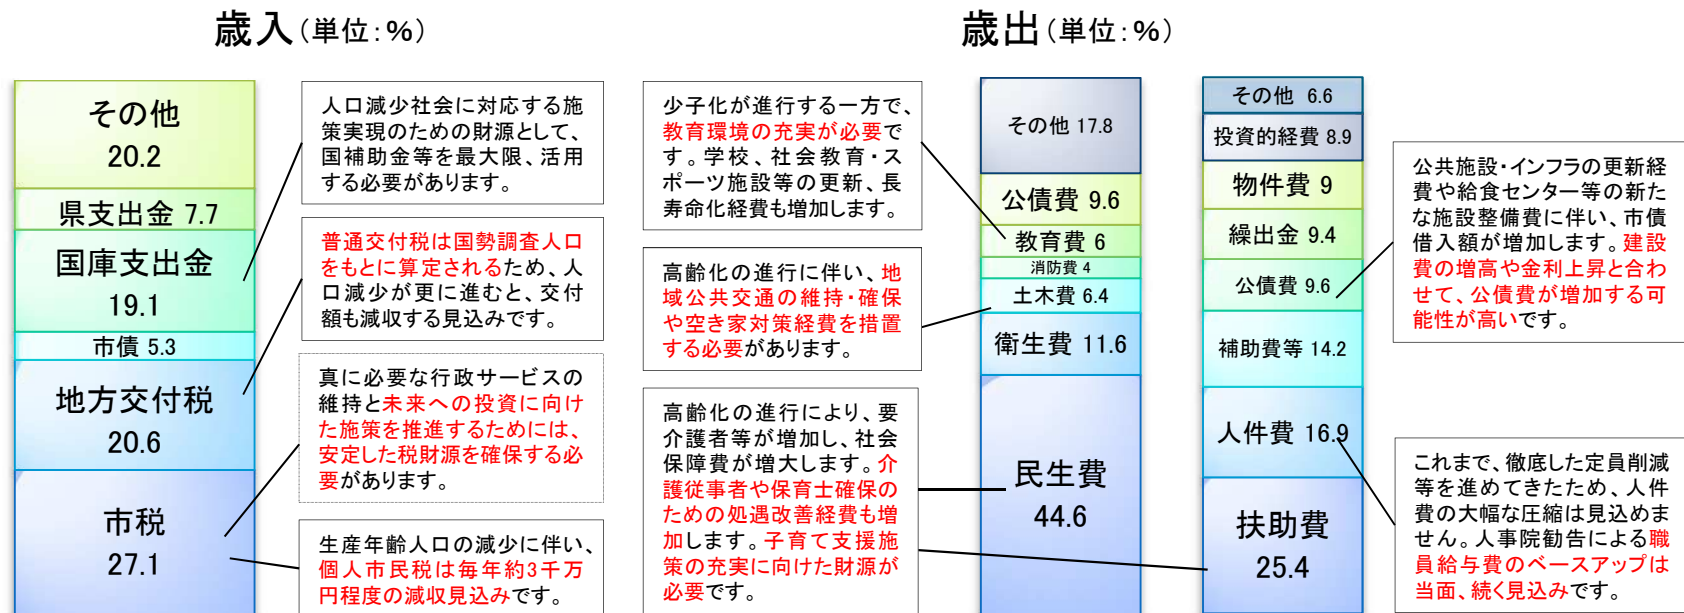 歳入(単位:%)
その他
20.2
県支出金 7.7
国庫支出金
19.1
市債 5.3
地方交付税
20.6
市税
27.1
人口減少社会に対応する施
策実現のための財源として、
国補助金等を最大限、活用
する必要があります。
普通交付税は国勢調査人口
をもとに算定されるため、人
口減少が更に進むと、交付
額も減収する見込みです。
真に必要な行政サービスの
維持と未来への投資に向け
た施策を推進するためには、
安定した税財源を確保する必
要があります。
生産年齢人口の減少に伴い、
個人市民税は毎年約3千万
円程度の減収見込みです。
歳出(単位:%)
少子化が進行する一方で、
教育環境の充実が必要で
す。学校、社会教育・ス
ポーツ施設等の更新、長
寿命化経費も増加します。
高齢化の進行に伴い、地
域公共交通の維持・確保
や空き家対策経費を措置
する必要があります。
高齢化の進行により、要
介護者等が増加し、社会
保障費が増大します。介
護従事者や保育士確保の
ための処遇改善経費も増
加します。子育て支援施
策の充実に向けた財源が
必要です。
その他 17.8
公債費 9.6
教育費 6
消防費 4
土木費 6.4
衛生費 11.6
民生費
44.6
その他 6.6
投資的経費 8.9
物件費 9
繰出金 9.4
公債費 9.6
補助費等 14.2
人件費 16.9
扶助費
25.4
公共施設・インフラの更新経
費や給食センター等の新た
な施設整備費に伴い、市債
借入額が増加します。建設
費の増高や金利上昇と合わ
せて、公債費が増加する可
能性が高いです。
これまで、徹底した定員削減
等を進めてきたため、人件
費の大幅な圧縮は見込めま
せん。人事院勧告による職
員給与費のベースアップは
当面、続く見込みです。